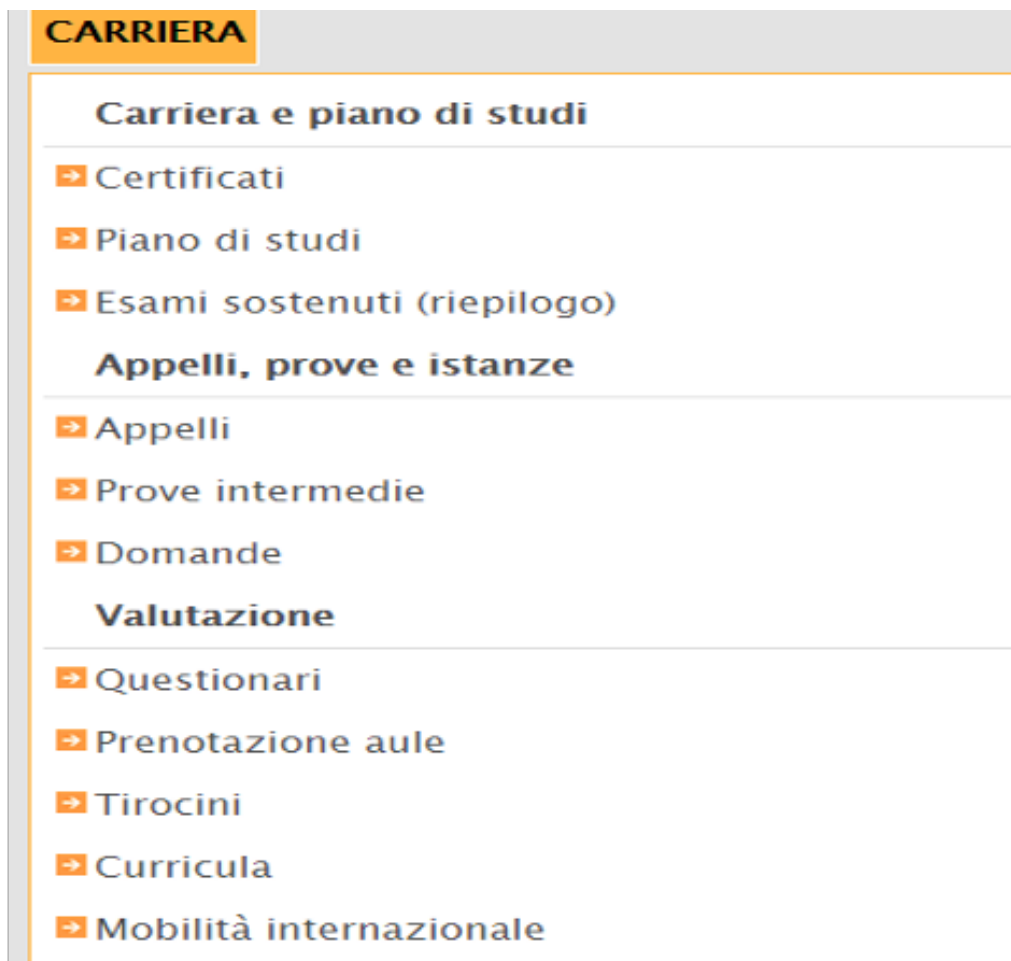 CARRIERA
Carriera e piano di studi
Certificati
Piano di studi
Esami sostenuti (riepilogo)
Appelli, prove e istanze
Appelli
Prove intermedie
Domande
Valutazione
Questionari
Prenotazione aule
Tirocini
Curricula
Mobilità internazionale